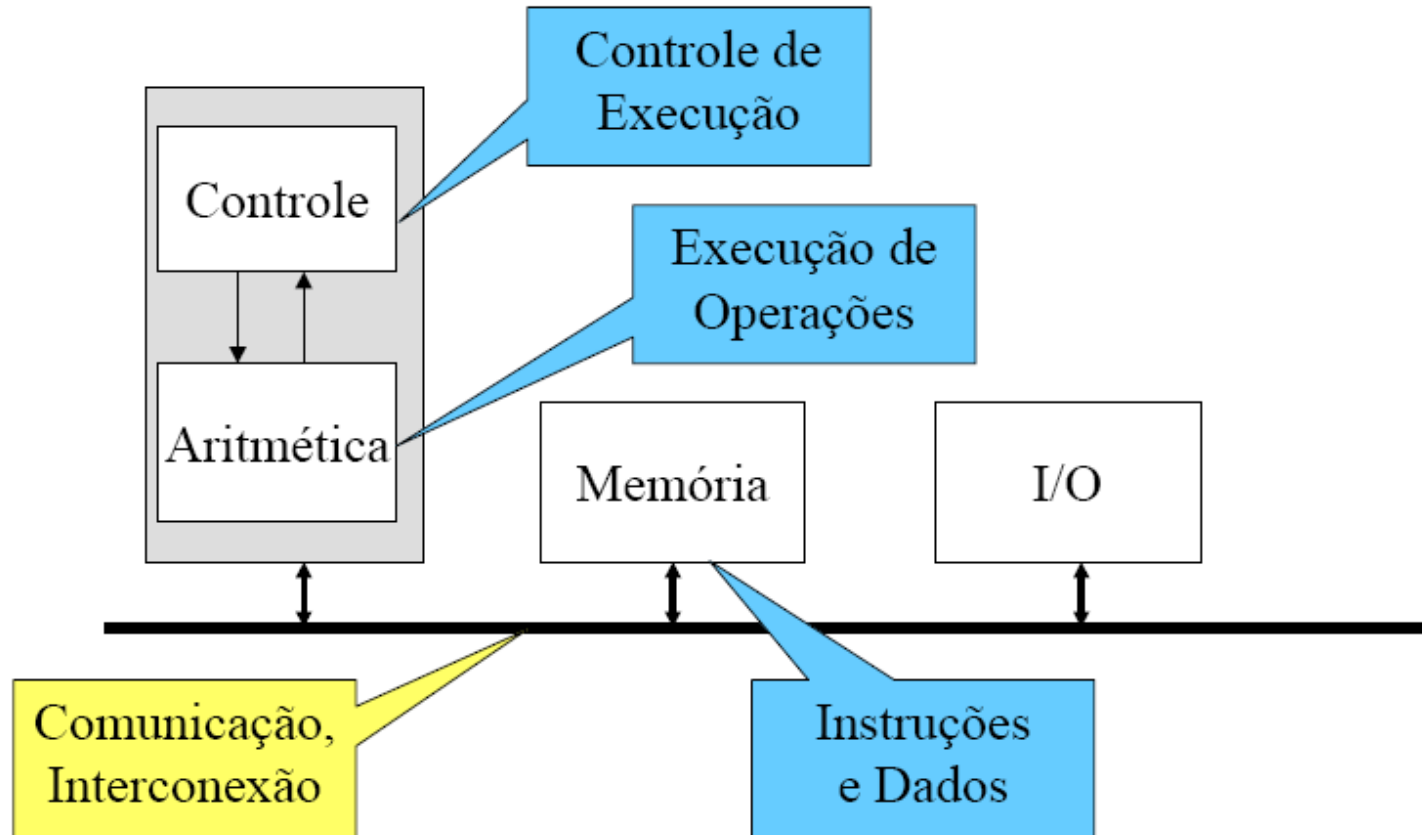 Controle de
Execução
Controle
Execução de
Operações
Aritmética
Memória
I/O
Comunicação,
Interconexão
Instruções
e Dados